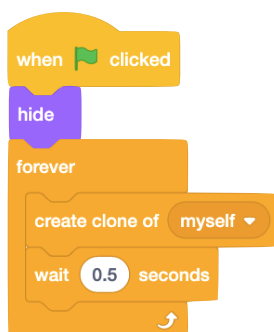 when clicked
hide
forever
create clone of myself
wait 0.5 seconds